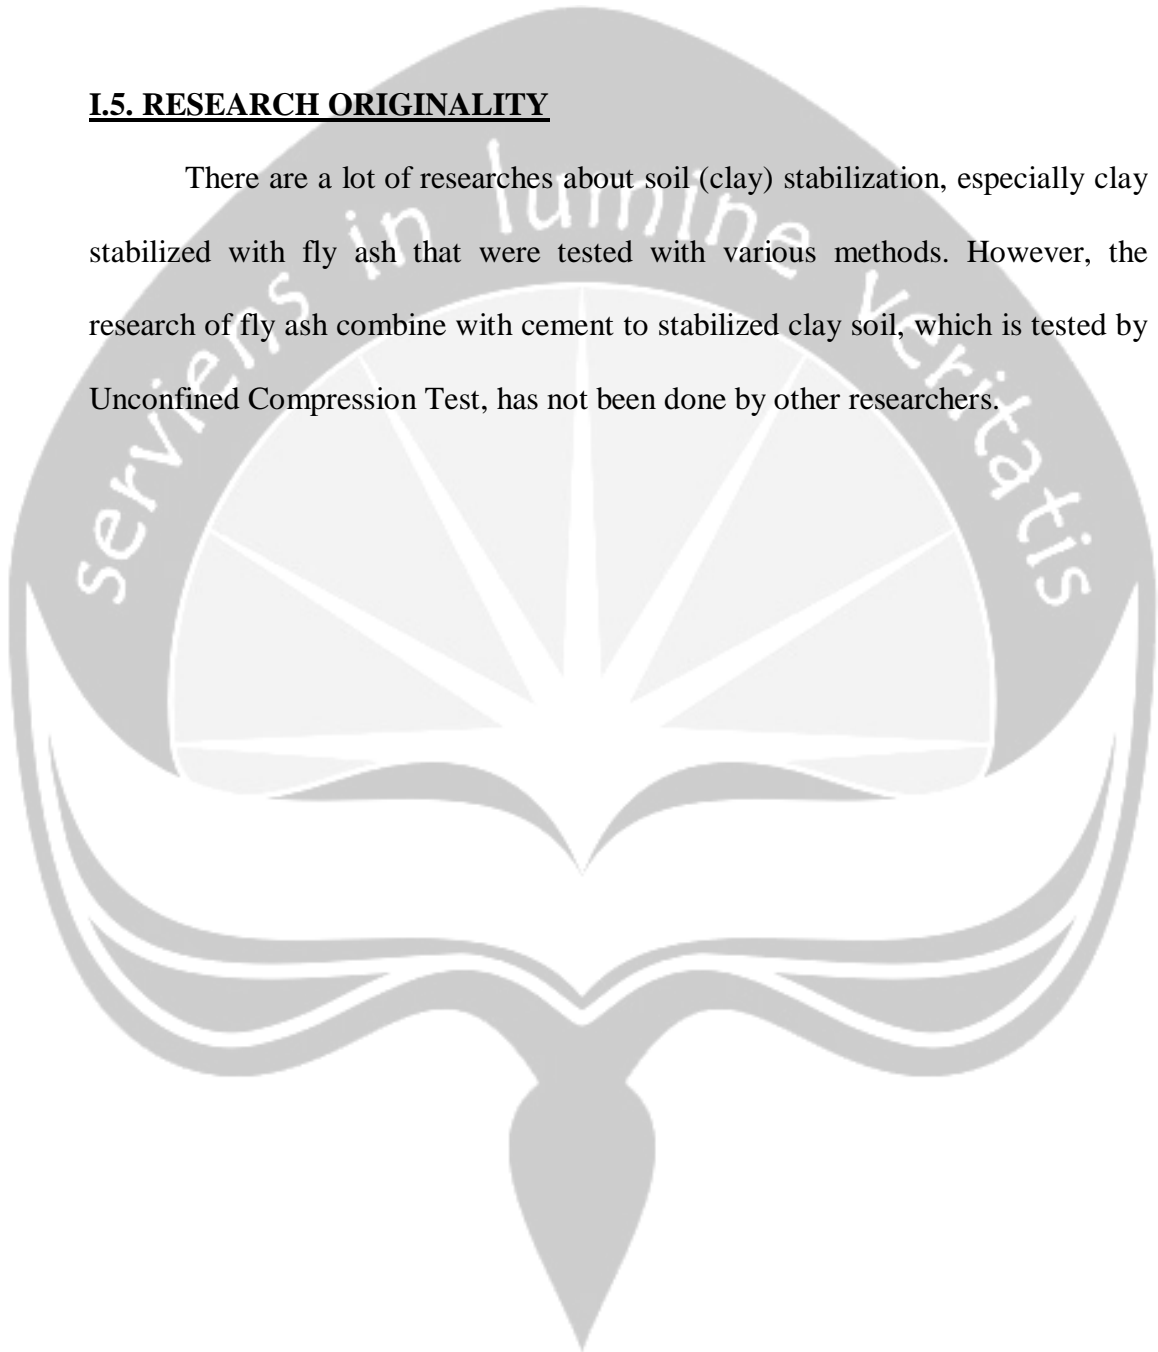 I.5. RESEARCH ORIGINALITY
There are a lot of researches about soil (clay) stabilization, especially clay
stabilized with fly ash that were tested with various methods. However, the
research of fly ash combine with cement to stabilized clay soil, which is tested by
Unconfined Compression Test, has not been done by other researchers.
serviens in lumine veritatis